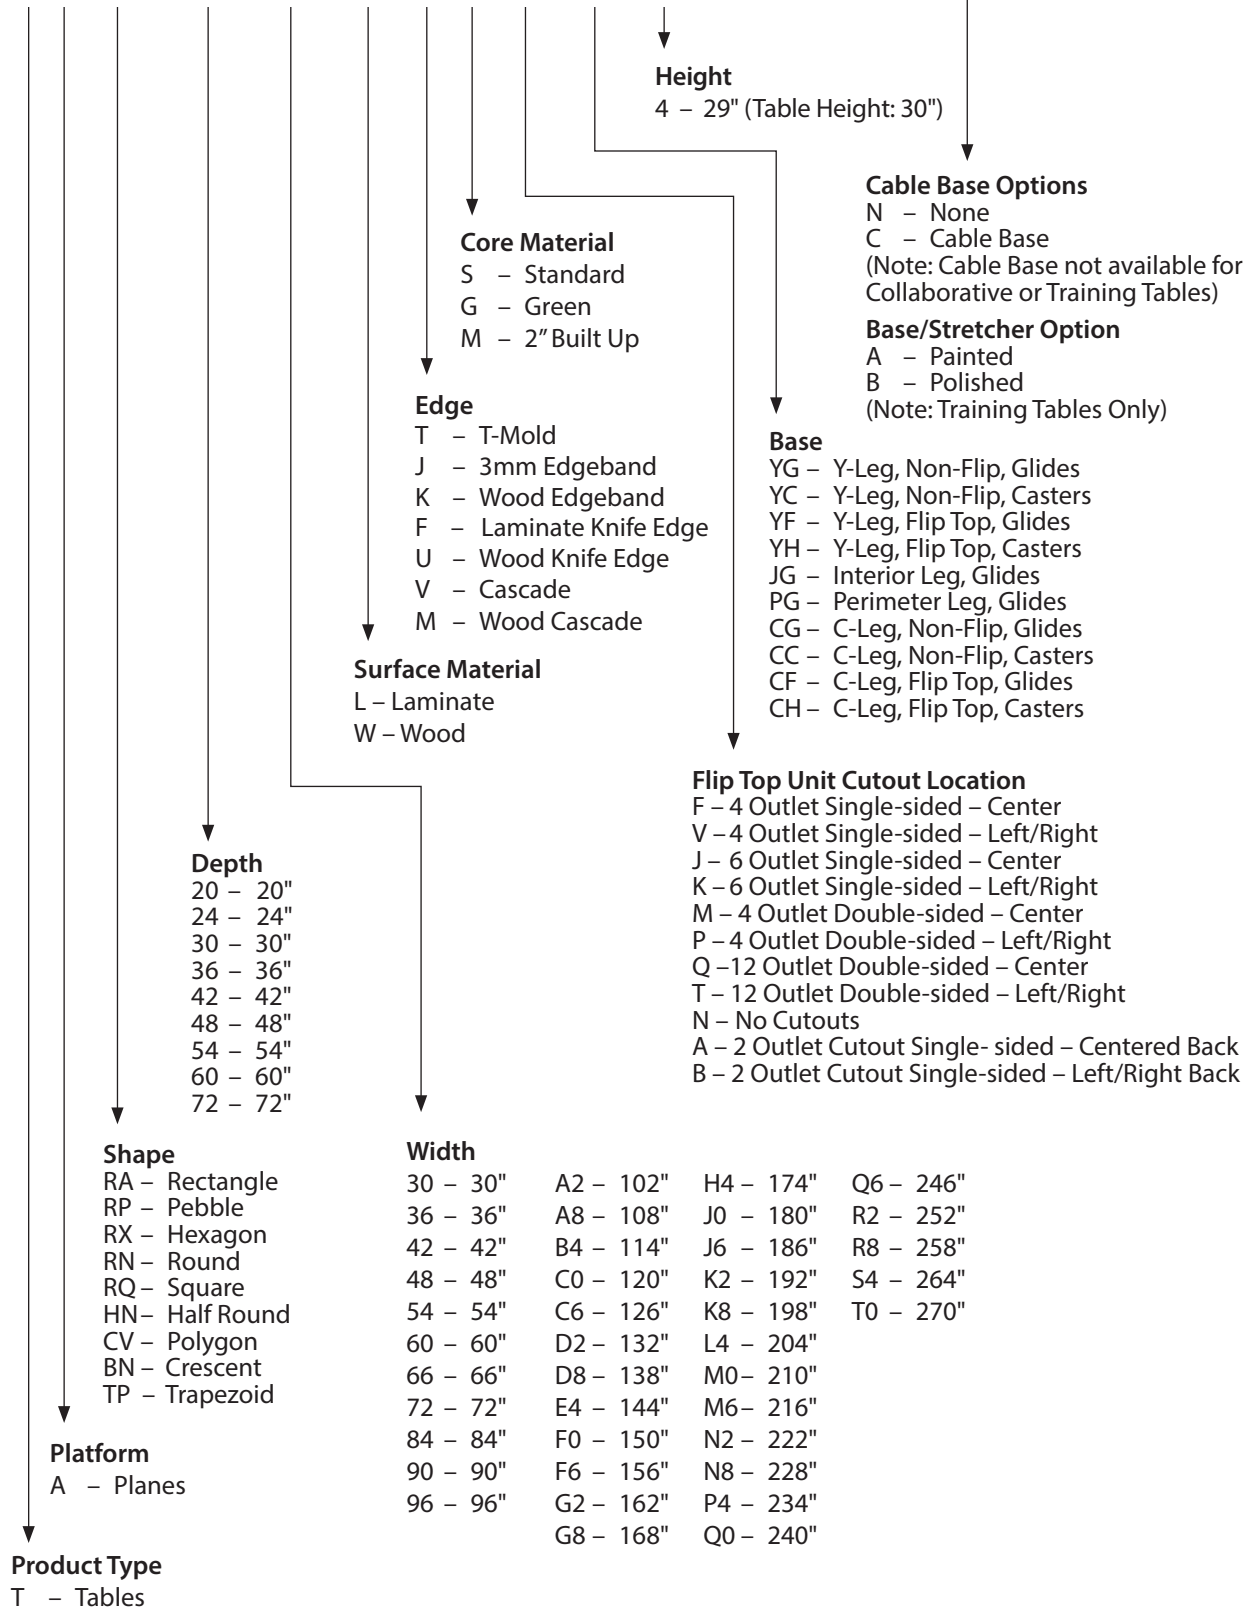 Height
4 – 29" (Table Height: 30")
Cable Base Options
N – None
C – Cable Base
(Note: Cable Base not available for
Collaborative or Training Tables)
Base/Stretcher Option
A – Painted
B – Polished
(Note: Training Tables Only)
Core Material
S – Standard
G – Green
M – 2” Built Up
Edge
T – T-Mold
J – 3mm Edgeband
K – Wood Edgeband
F – Laminate Knife Edge
U – Wood Knife Edge
V – Cascade
M – Wood Cascade
Base
YG – Y-Leg, Non-Flip, Glides
YC – Y-Leg, Non-Flip, Casters
YF – Y-Leg, Flip Top, Glides
YH – Y-Leg, Flip Top, Casters
JG – Interior Leg, Glides
PG – Perimeter Leg, Glides
CG – C-Leg, Non-Flip, Glides
CC – C-Leg, Non-Flip, Casters
CF – C-Leg, Flip Top, Glides
CH – C-Leg, Flip Top, Casters
Surface Material
L – Laminate
W – Wood
Flip Top Unit Cutout Location
F – 4 Outlet Single-sided – Center
V – 4 Outlet Single-sided – Left/Right
J – 6 Outlet Single-sided – Center
K – 6 Outlet Single-sided – Left/Right
M – 4 Outlet Double-sided – Center
P – 4 Outlet Double-sided – Left/Right
Q –12 Outlet Double-sided – Center
T – 12 Outlet Double-sided – Left/Right
N – No Cutouts
A – 2 Outlet Cutout Single- sided – Centered Back
B – 2 Outlet Cutout Single-sided – Left/Right Back
Depth
20 – 20"
24 – 24"
30 – 30"
36 – 36"
42 – 42"
48 – 48"
54 – 54"
60 – 60"
72 – 72"
Shape
RA – Rectangle
RP – Pebble
RX – Hexagon
RN – Round
RQ – Square
HN – Half Round
CV – Polygon
BN – Crescent
TP – Trapezoid
Width
30 – 30" A2 – 102" H4 – 174" Q6 – 246"
36 – 36" A8 – 108" J0 – 180" R2 – 252"
42 – 42" B4 – 114" J6 – 186" R8 – 258"
48 – 48" C0 – 120" K2 – 192" S4 – 264"
54 – 54" C6 – 126" K8 – 198" T0 – 270"
60 – 60" D2 – 132" L4 – 204"
66 – 66" D8 – 138" M0 – 210"
72 – 72" E4 – 144" M6 – 216"
84 – 84" F0 – 150" N2 – 222"
90 – 90" F6 – 156" N8 – 228"
96 – 96" G2 – 162" P4 – 234"
G8 – 168" Q0 – 240"
Platform
A – Planes
Product Type
T – Tables